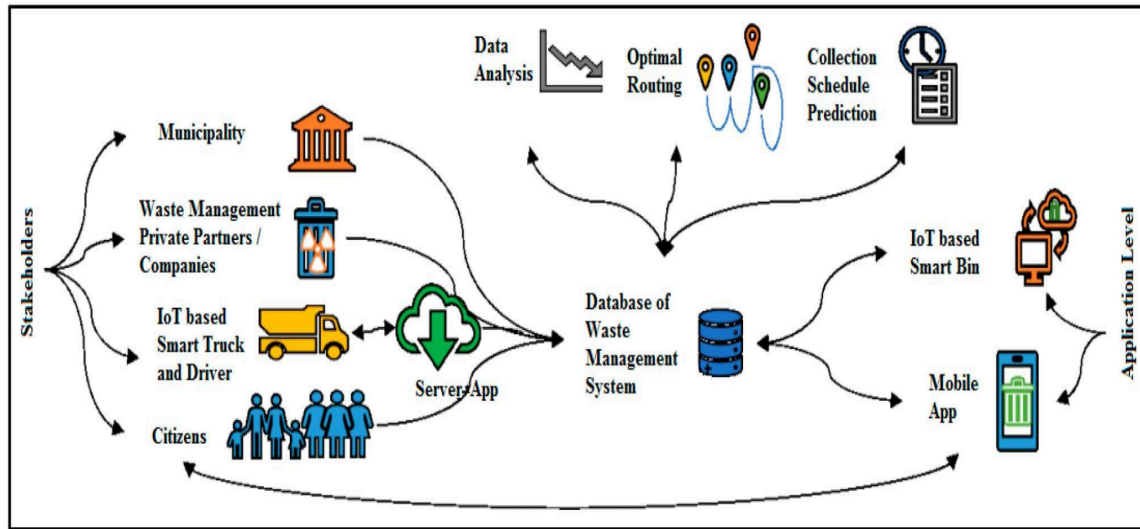 Data
Analysis
Optimal
Routing
Collection
Schedule
Prediction
Stakeholders
Municipality
Waste Management
Private Partners /
Companies
IoT based
Smart Truck
and Driver
Citizens
Server-App
Database of
Waste
Management
System
IoT based
Smart Bin
Mobile
App
Application Level